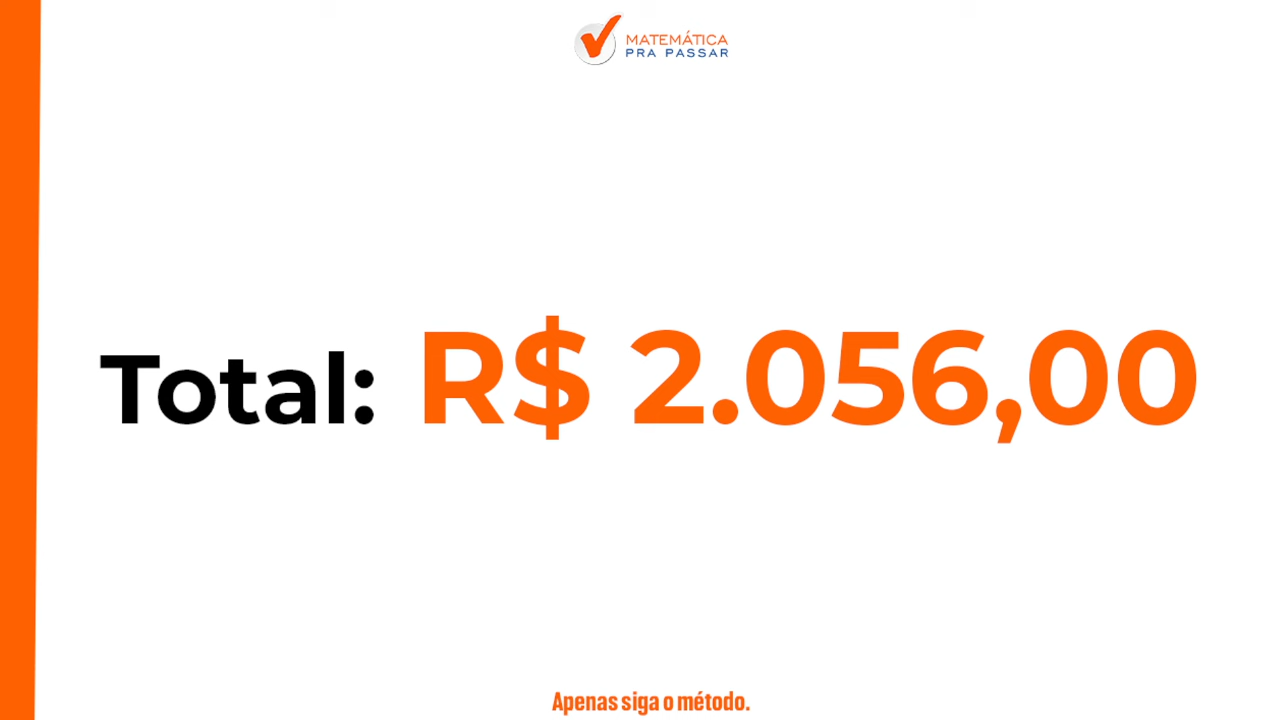 MATEMÁTICA
PRA PASSAR
Total: R$ 2.056,00
Apenas siga o método.